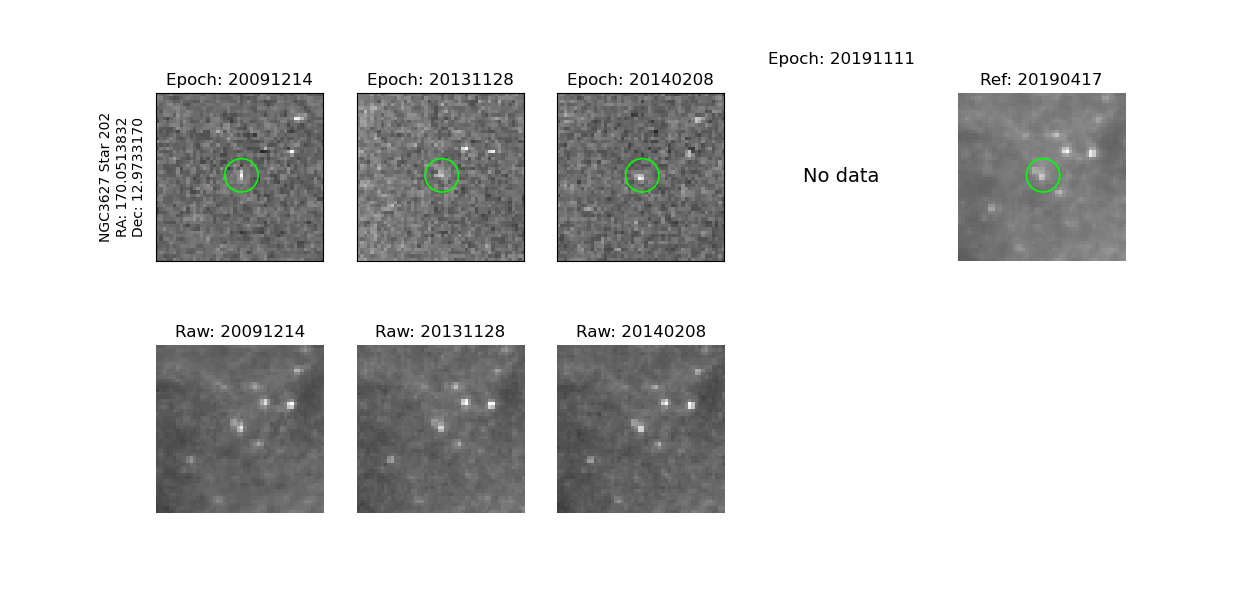 Epoch: 20191111
Epoch: 20091214
Epoch: 20131128
Epoch: 20140208
Ref: 20190417
NGC3627 Star 202
RA: 170.0513832
Dec: 12.9733170
No data
Raw: 20091214
Raw: 20131128
Raw: 20140208